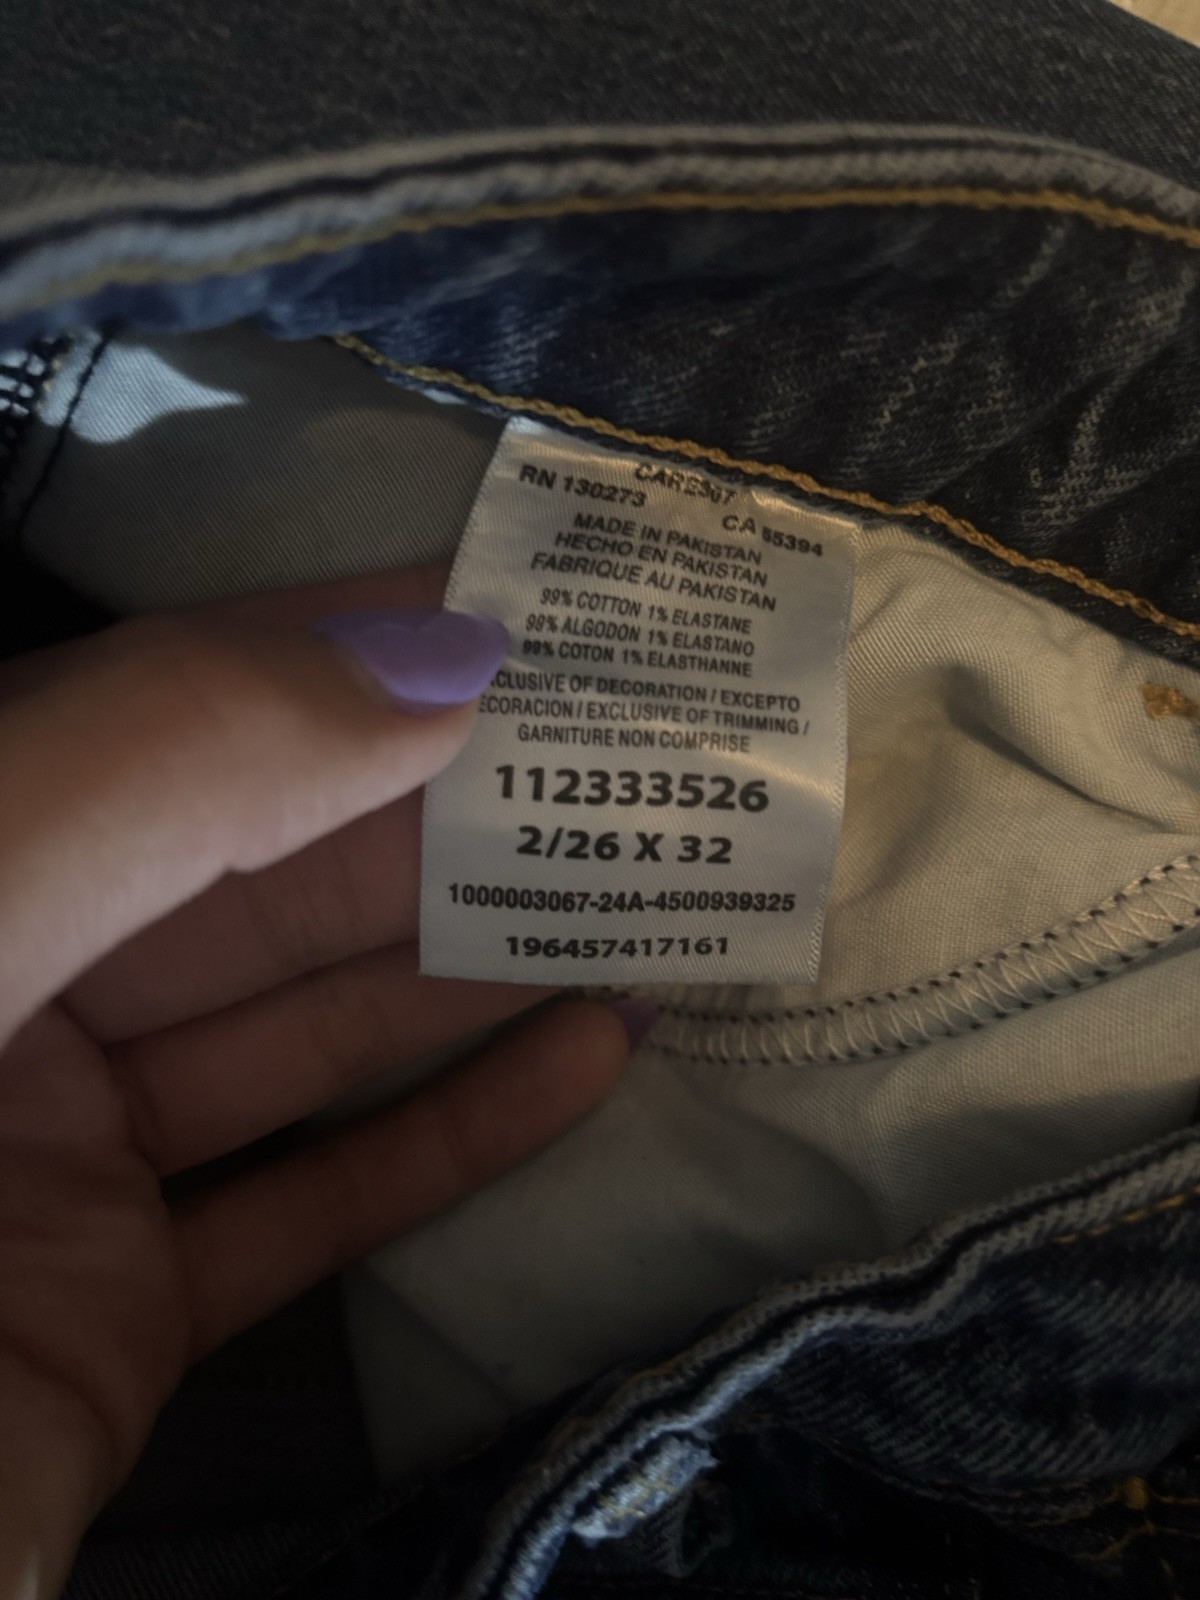 CARE307
RN 130273 CA 55394
MADE IN PAKISTAN
HECHO EN PAKISTAN
FABRIQUE AU PAKISTAN
99% COTTON 1% ELASTANE
99% ALGODON 1% ELASTANO
99% COTON 1% ELASTHANNE
CLUSIVE OF DECORATION / EXCEPTO
ECORACION / EXCLUSIVE OF TRIMMING /
GARNITURE NON COMPRISE
112333526
2/26 X 32
1000003067-24A-4500939325
196457417161